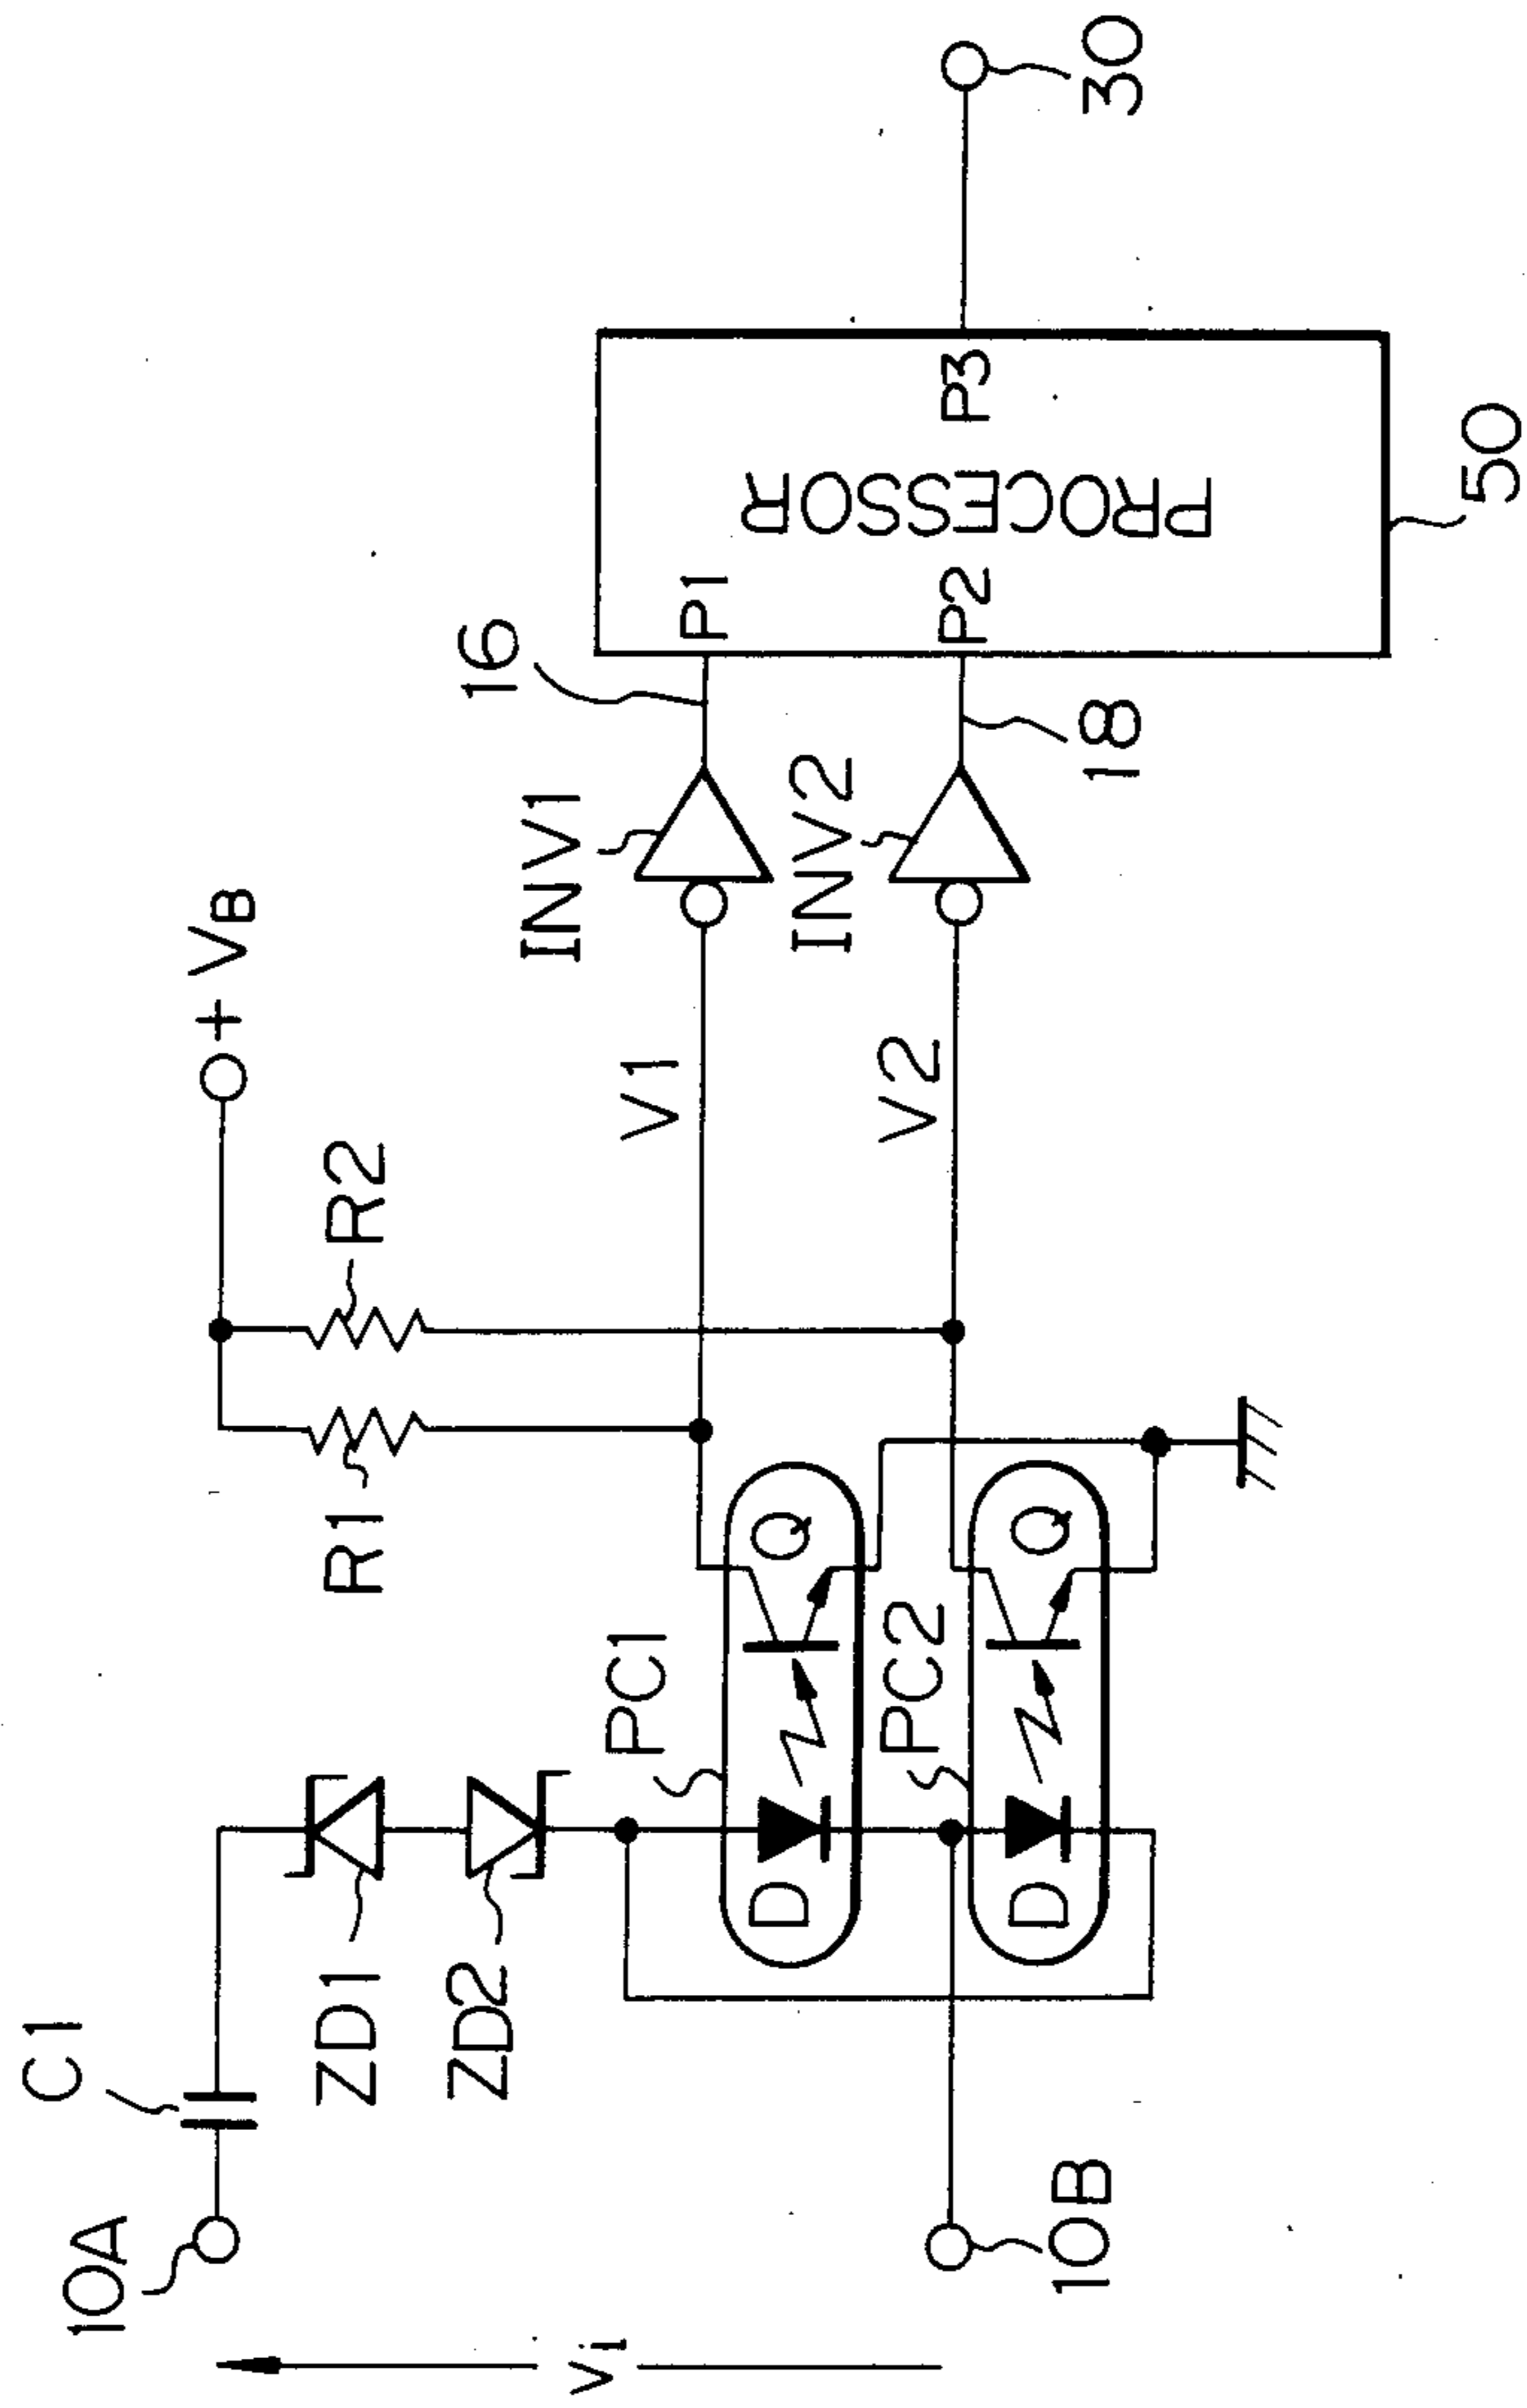 10A
C1
ZD1
ZD2
R1
R2
+ VB
PC1
D
Q
PC2
D
Q
V1
V2
INV1
INV2
16
18
P1
P2
PROCESSOR
P3
50
30
10B
vi